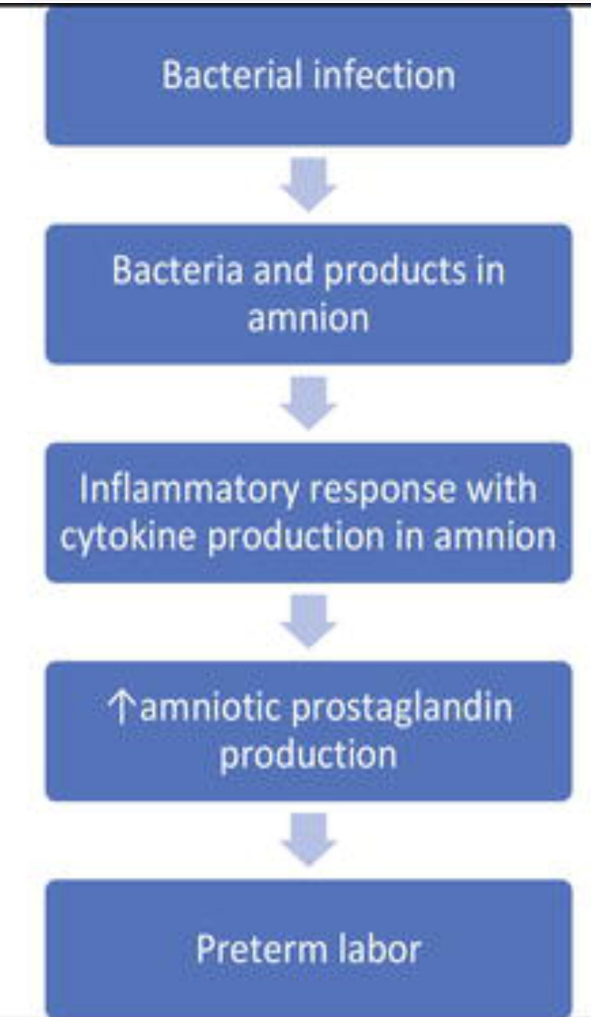 Bacterial infection
Bacteria and products in
amnion
Inflammatory response with
cytokine production in amnion
↑amniotic prostaglandin
production
Preterm labor